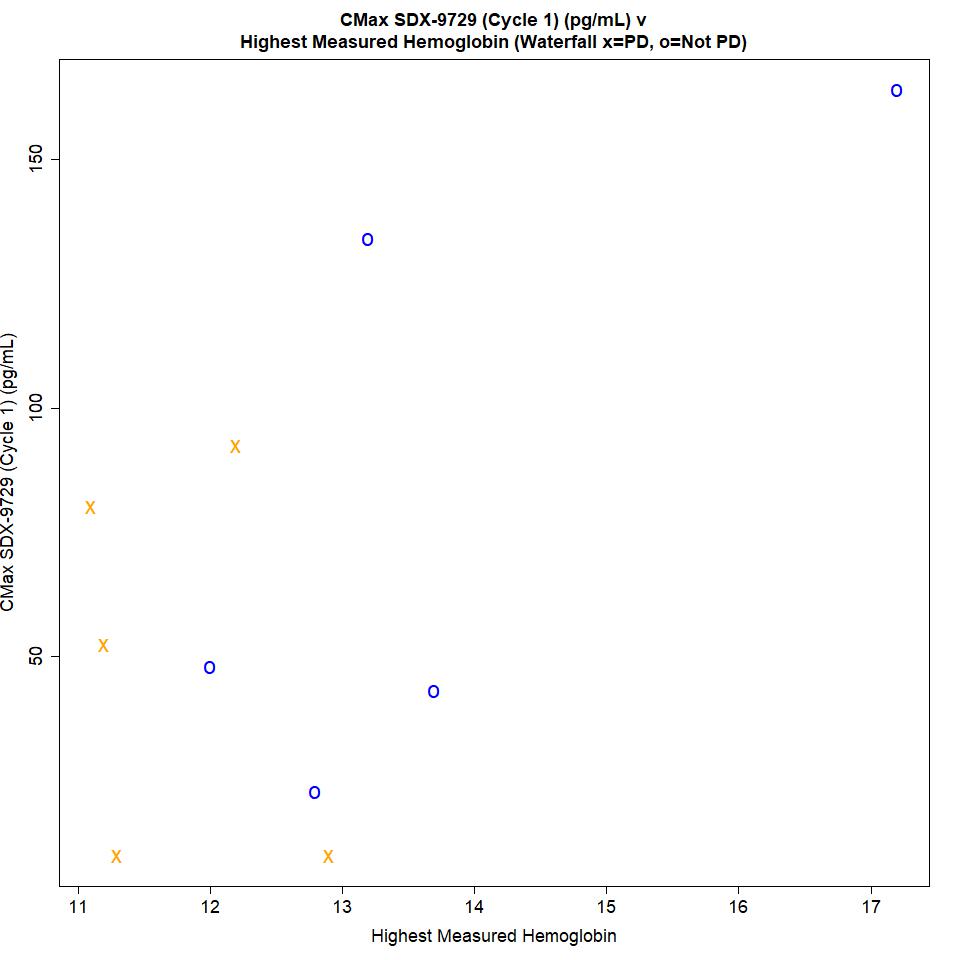 CMax SDX-9729 (Cycle 1) (pg/mL) v
Highest Measured Hemoglobin (Waterfall x=PD, o=Not PD)
CMax SDX-9729 (Cycle 1) (pg/mL)
150
100
50
o
o
x
x
x
o
o
o
x
x
11 12 13 14 15 16 17
Highest Measured Hemoglobin